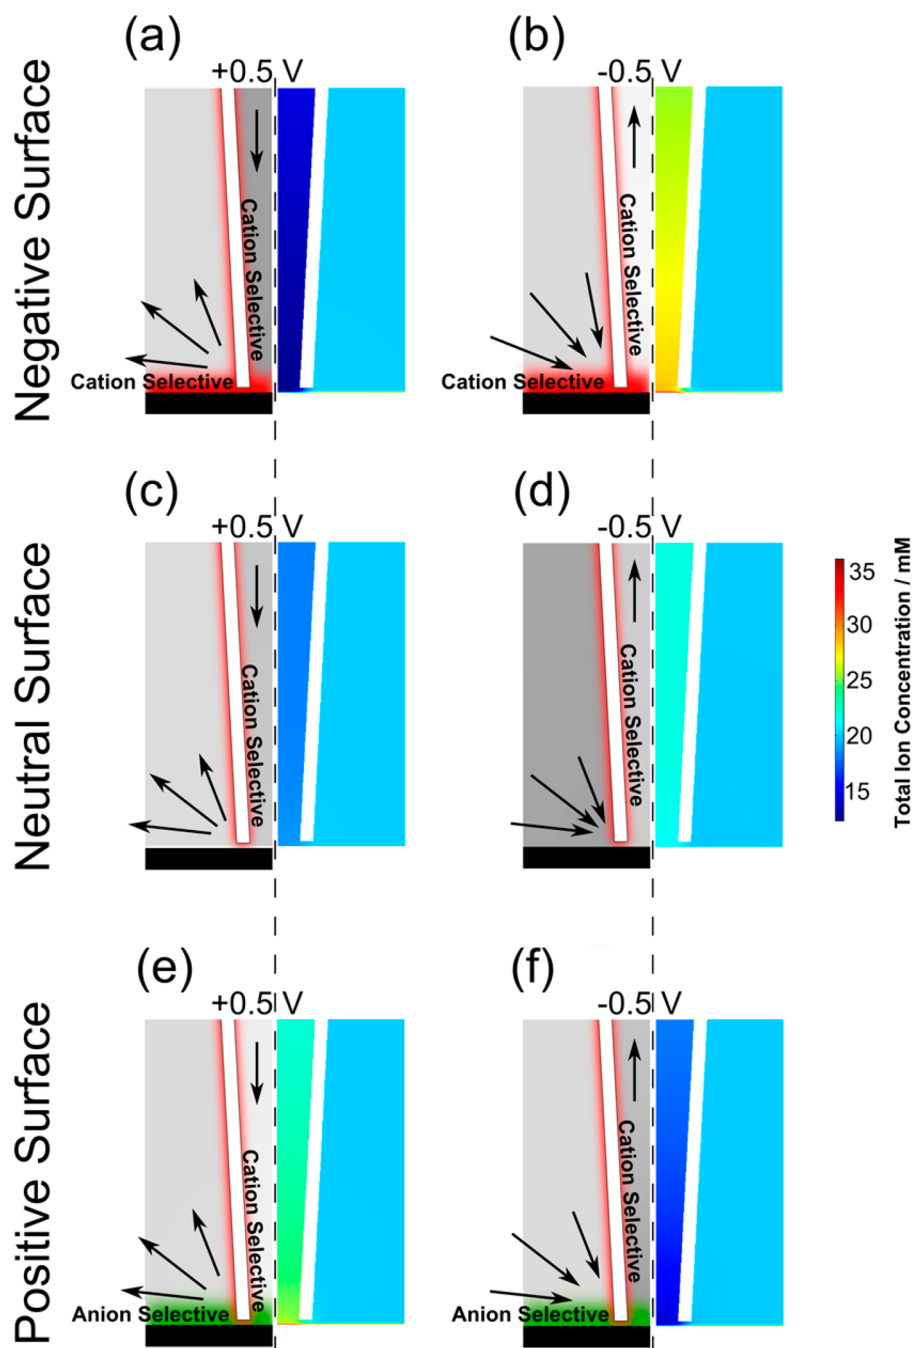 (a)
(b)
+0.5 V
-0.5 V
Negative Surface
Cation Selective
Cation Selective
Cation Selective
Cation Selective
(c)
(d)
+0.5 V
-0.5 V
Neutral Surface
Cation Selective
Cation Selective
35
30
25
20
15
Total Ion Concentration / mM
(e)
(f)
+0.5 V
-0.5 V
Positive Surface
Cation Selective
Cation Selective
Anion Selective
Anion Selective